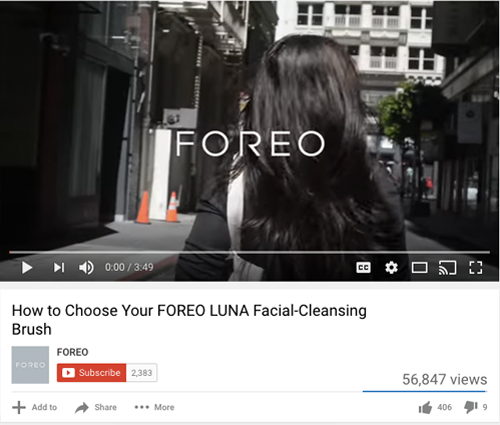 FOREO
0:00 / 3:49
CC
How to Choose Your FOREO LUNA Facial-Cleansing
Brush
FOREO
FOREO
Subscribe 2,383
56,847 views
Add to Share More 406 9